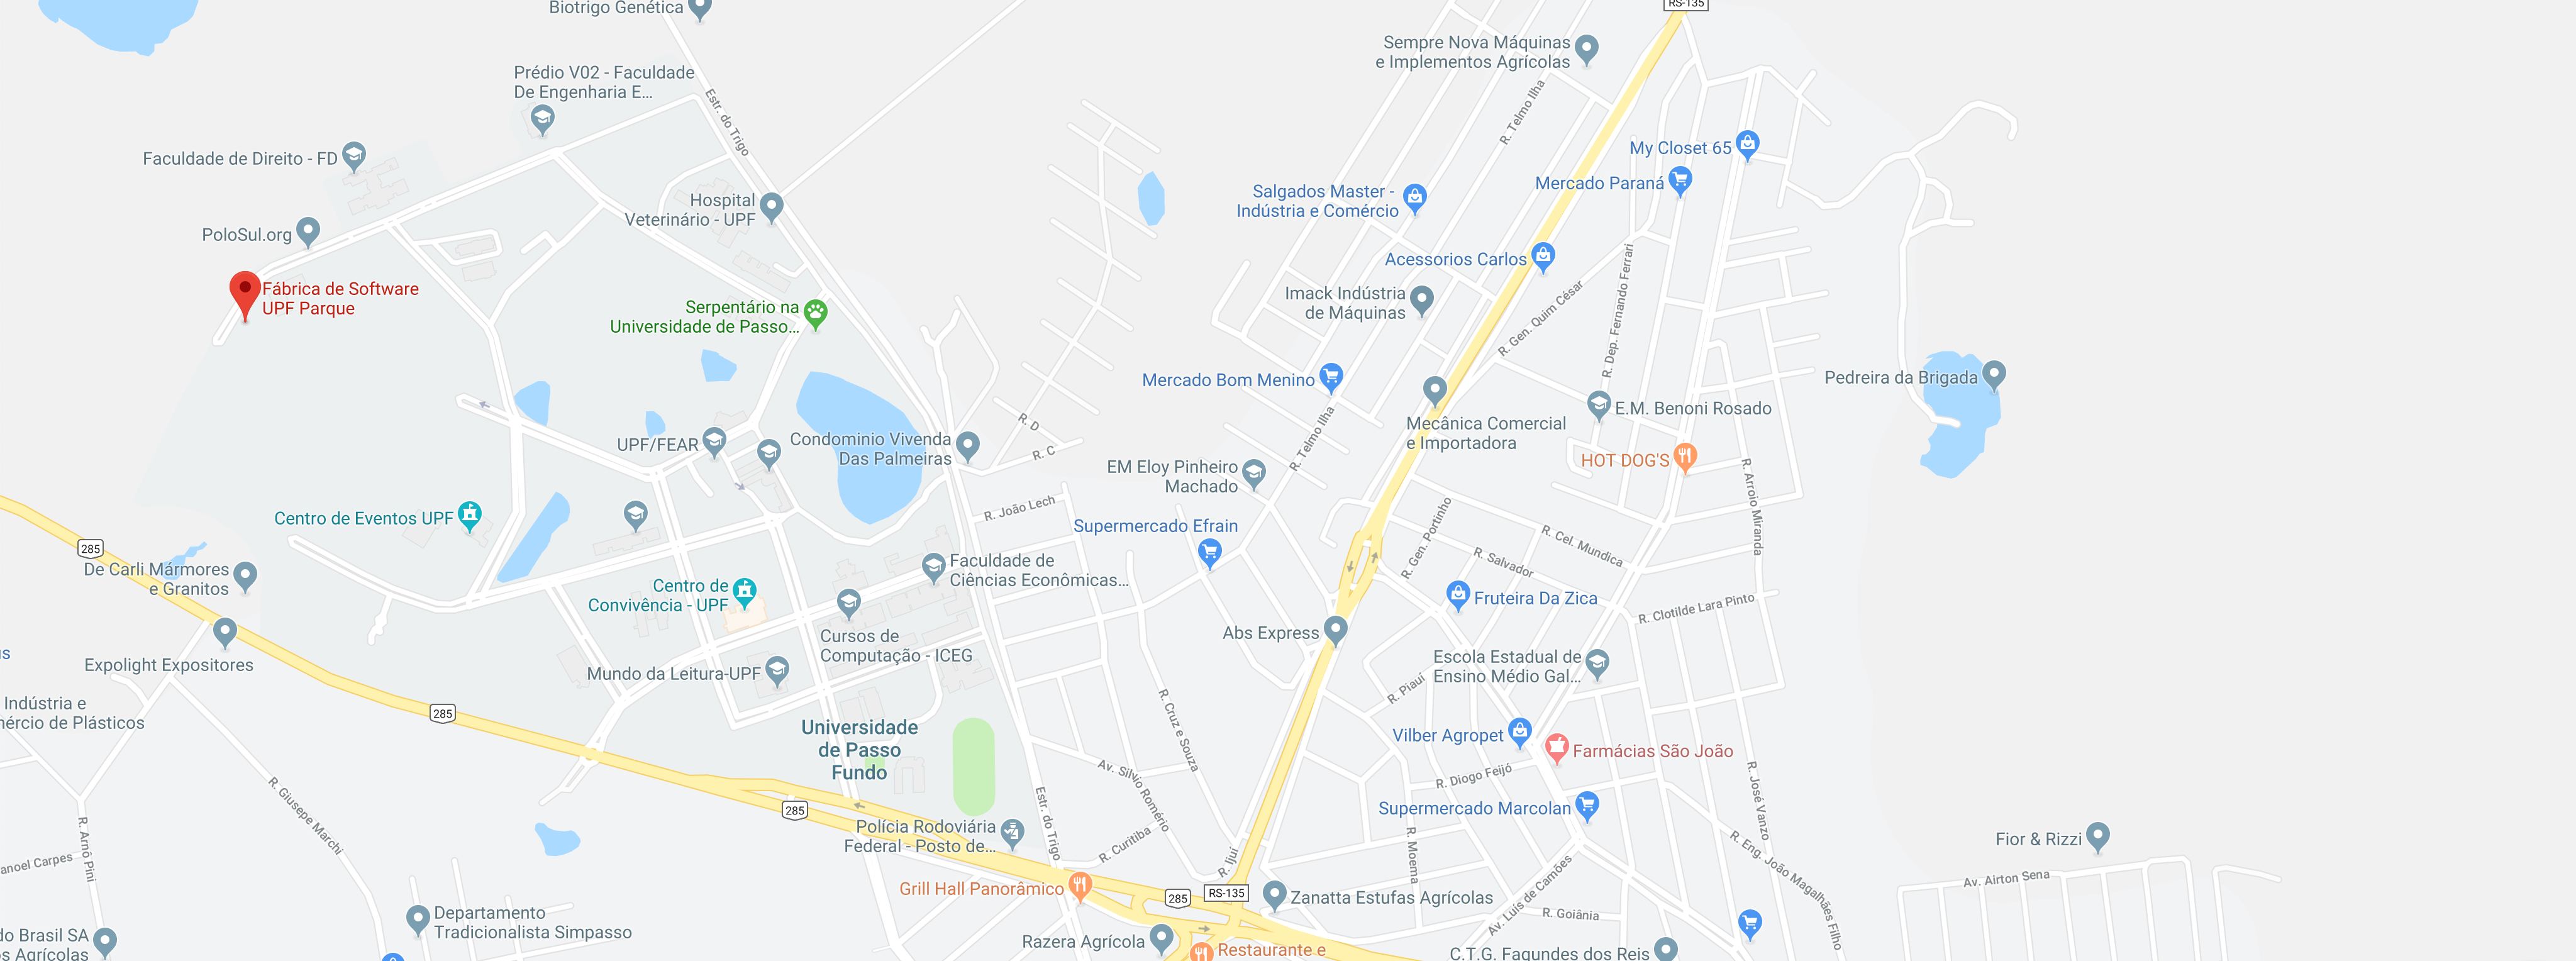 Biotrigo Genética
RS-135
Sempre Nova Máquinas
e Implementos Agrícolas
Prédio V02 - Faculdade
De Engenharia E...
Estr. do Trigo
R. Telmo Ilha
Faculdade de Direito - FD
My Closet 65
Mercado Paraná
Hospital
Veterinário - UPF
Salgados Master -
Indústria e Comércio
PoloSul.org
Acessorios Carlos
Fábrica de Software
UPF Parque
Imack Indústria
de Máquinas
Serpentário na
Universidade de Passo...
R. Gen. Quim César
R. Dep. Fernando Ferrari
Mercado Bom Menino
Pedreira da Brigada
Mecânica Comercial
e Importadora
E.M. Benoni Rosado
R. D
R. C
R. Telmo Ilha
UPF/FEAR
Condominio Vivenda
Das Palmeiras
HOT DOG'S
EM Eloy Pinheiro
Machado
R. Arroio Miranda
Centro de Eventos UPF
R. João Lech
Supermercado Efrain
R. Gen. Portinho
R. Cel. Mundica
R. Salvador
285
De Carli Mármores
e Granitos
Faculdade de
Ciências Econômicas...
Centro de
Convivência - UPF
Fruteira Da Zica
R. Clotilde Lara Pinto
Abs Express
Cursos de
Computação - ICEG
Expolight Expositores
Escola Estadual de
Ensino Médio Gal...
Mundo da Leitura-UPF
R. Piauí
Indústria e
R. Cruz e Souza
285
Universidade
de Passo
Fundo
Vilber Agropet
Farmácias São João
Av. Silvio Romério
R. Diogo Feijó
R. José Vanzo
R. Giusepe Marchi
285
Estr. do Trigo
Supermercado Marcolan
Polícia Rodoviária
Federal - Posto de...
R. Curitiba
R. Ijuí
R. Moema
R. Eng. João Magalhães Filho
Fior & Rizzi
R. Arnô Pini
Av. Luís de Camões
Grill Hall Panorâmico
285
RS-135
Zanatta Estufas Agrícolas
Av. Airton Sena
Departamento
Tradicionalista Simpasso
R. Goiânia
do Brasil SA
s Agrícolas
Razera Agrícola
Restaurante e
C.T.G. Fagundes dos Reis